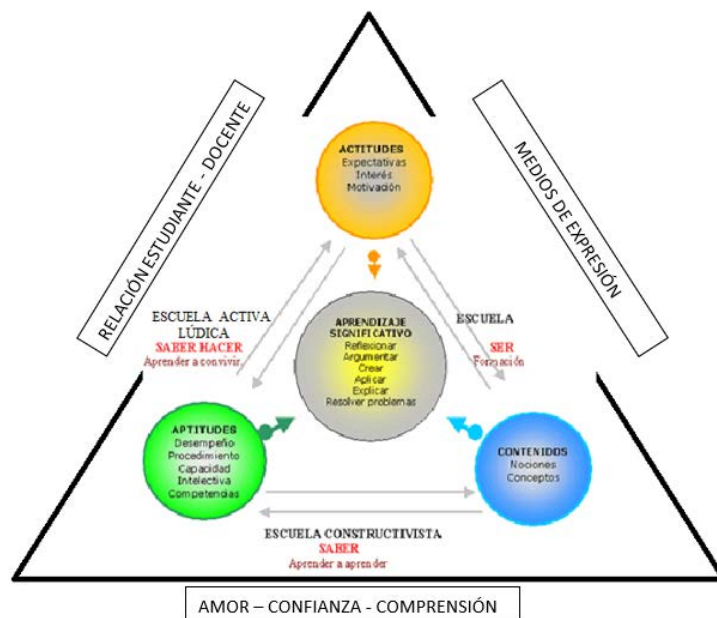 ACTITUDES
Expectativas
Interés
Motivación
RELACIÓN ESTUDIANTE - DOCENTE
MEDIOS DE EXPRESIÓN
ESCUELA ACTIVA
LÚDICA
SABER HACER
Aprender a convivir
APRENDIZAJE
SIGNIFICATIVO
Reflexionar
Argumentar
Crear
Aplicar
Explicar
Resolver problemas
ESCUELA
SER
Formación
APTITUDES
Desempeño
Procedimiento
Capacidad
Intelectiva
Competencias
CONTENIDOS
Nociones
Conceptos
ESCUELA CONSTRUCTIVISTA
SABER
Aprender a aprender
AMOR – CONFIANZA - COMPRENSIÓN